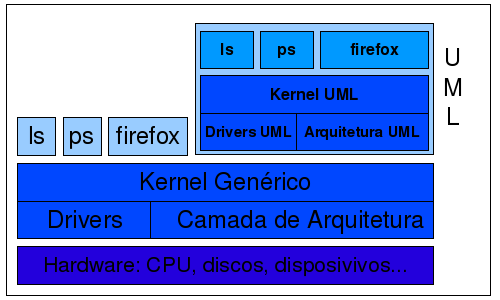 ls ps firefox
Kernel UML
Drivers UML Arquitetura UML
U
M
L
ls ps firefox
Kernel Genérico
Drivers Camada de Arquitetura
Hardware: CPU, discos, disposivivos...